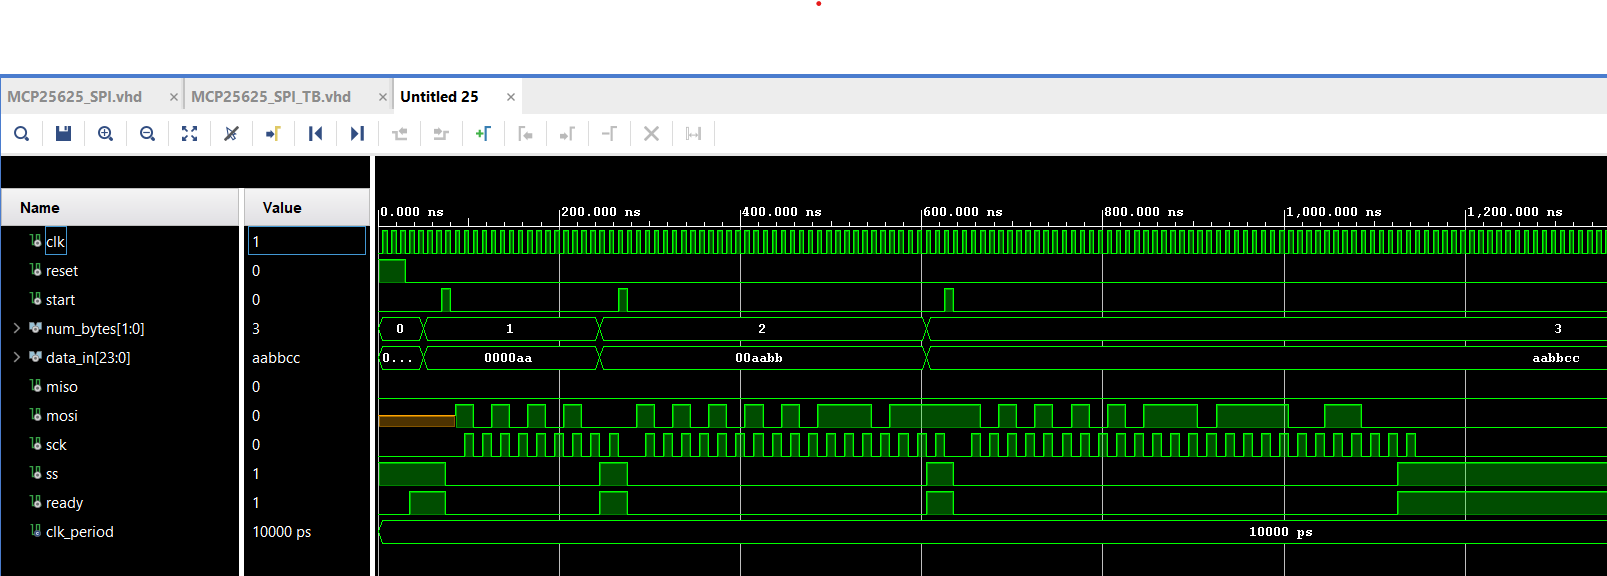 MCP25625_SPI.vhd × MCP25625_SPI_TB.vhd × Untitled 25 ×
Name Value
0.000 ns 200.000 ns 400.000 ns 600.000 ns 800.000 ns 1,000.000 ns 1,200.000 ns
clk 1
reset 0
start 0
num_bytes[1:0] 3 0 1 2 3
data_in[23:0] aabbcc 0... 0000aa 00aabb aabbcc
miso 0
mosi 0
sck 0
ss 1
ready 1
clk_period 10000 ps 10000 ps